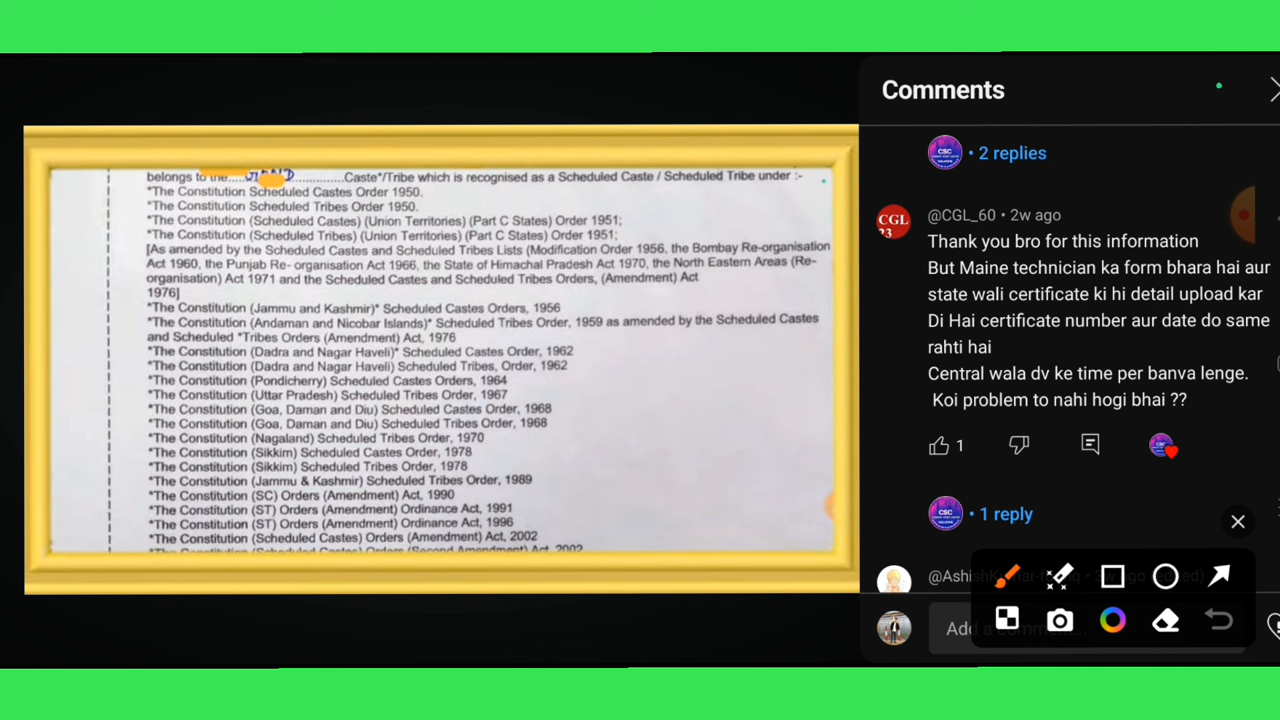 belongs to the...............Caste*/Tribe which is recognised as a Scheduled Caste / Scheduled Tribe under :-
*The Constitution Scheduled Castes Order 1950.
*The Constitution Scheduled Tribes Order 1950.
*The Constitution (Scheduled Castes) (Union Territories) (Part C States) Order 1951;
*The Constitution (Scheduled Tribes) (Union Territories) (Part C States) Order 1951;
[As amended by the Scheduled Castes and Scheduled Tribes Lists (Modification Order 1956, the Bombay Re-organisation
Act 1960, the Punjab Re- organisation Act 1966, the State of Himachal Pradesh Act 1970, the North Eastern Areas (Re-
organisation) Act 1971 and the Scheduled Castes and Scheduled Tribes Orders, (Amendment) Act
1976]
*The Constitution (Jammu and Kashmir)* Scheduled Castes Orders, 1956
*The Constitution (Andaman and Nicobar Islands)* Scheduled Tribes Order, 1959 as amended by the Scheduled Castes
and Scheduled *Tribes Orders (Amendment) Act, 1976
*The Constitution (Dadra and Nagar Haveli)* Scheduled Castes Order, 1962
*The Constitution (Dadra and Nagar Haveli) Scheduled Tribes, Order, 1962
*The Constitution (Pondicherry) Scheduled Castes Orders, 1964
*The Constitution (Uttar Pradesh) Scheduled Tribes Order, 1967
*The Constitution (Goa, Daman and Diu) Scheduled Castes Order, 1968
*The Constitution (Goa, Daman and Diu) Scheduled Tribes Order, 1968
*The Constitution (Nagaland) Scheduled Tribes Order, 1970
*The Constitution (Sikkim) Scheduled Castes Order, 1978
*The Constitution (Sikkim) Scheduled Tribes Order, 1978
*The Constitution (Jammu & Kashmir) Scheduled Tribes Order, 1989
*The Constitution (SC) Orders (Amendment) Act, 1990
*The Constitution (ST) Orders (Amendment) Ordinance Act, 1991
*The Constitution (ST) Orders (Amendment) Ordinance Act, 1996
*The Constitution (Scheduled Castes) Orders (Amendment) Act, 2002
*The Constitution (Scheduled Castes) Orders (Second Amendment) Act, 2002
Comments
CSC
• 2 replies
CGL
23
@CGL_60 • 2w ago
Thank you bro for this information
But Maine technician ka form bhara hai aur
state wali certificate ki hi detail upload kar
Di Hai certificate number aur date do same
rahti hai
Central wala dv ke time per banva lenge.
Koi problem to nahi hogi bhai ??
1
CSC
• 1 reply
Add a comment...